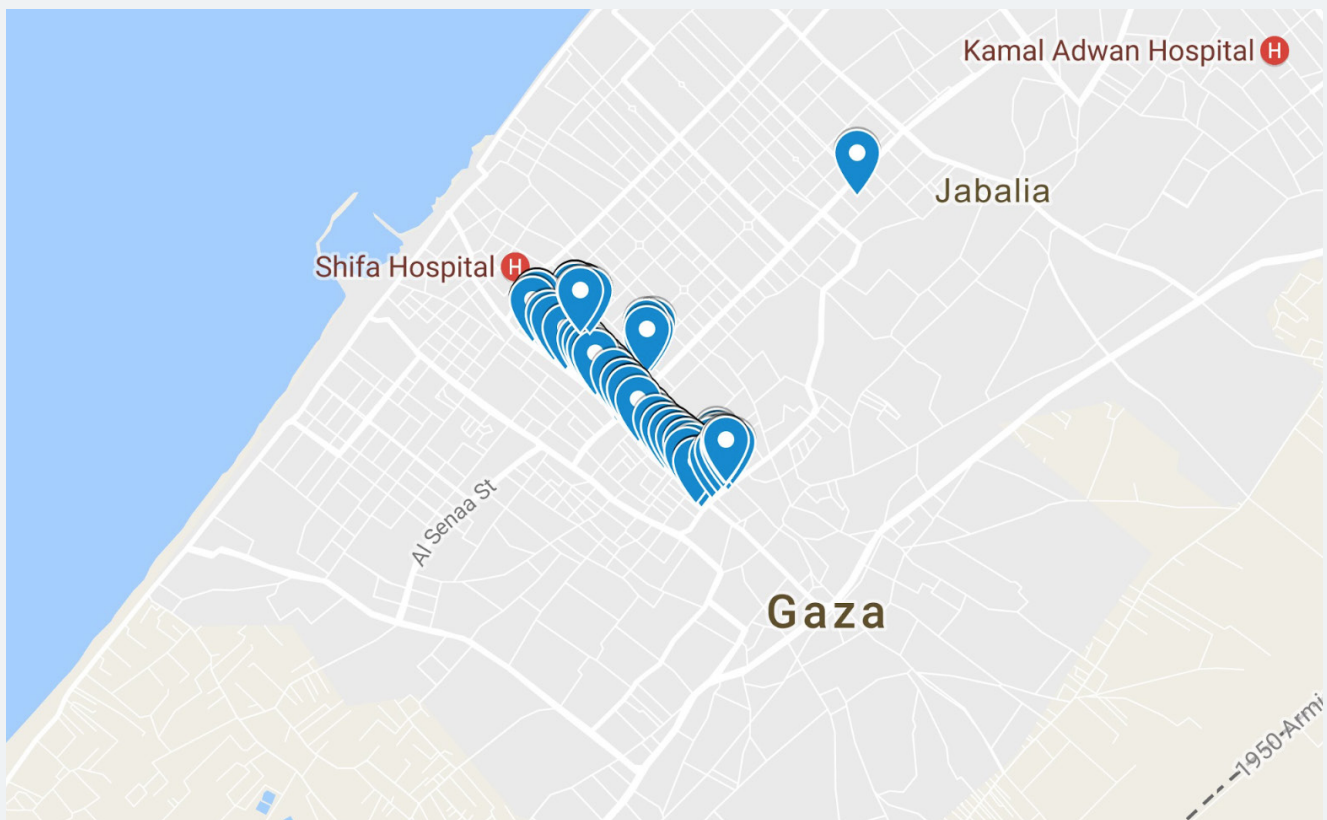 Kamal Adwan Hospital H
Jabalia
Shifa Hospital H
Al Senaa St
Gaza
1950 Armi